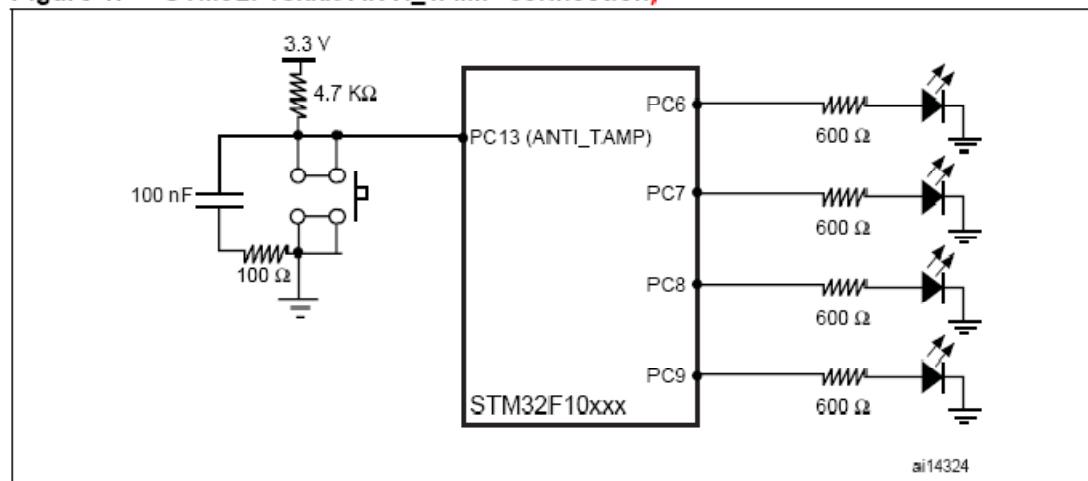 3.3 V
4.7 KΩ
PC13 (ANTI_TAMP)
100 nF
100 Ω
PC6
600 Ω
PC7
600 Ω
PC8
600 Ω
PC9
600 Ω
STM32F10xxx
ai14324